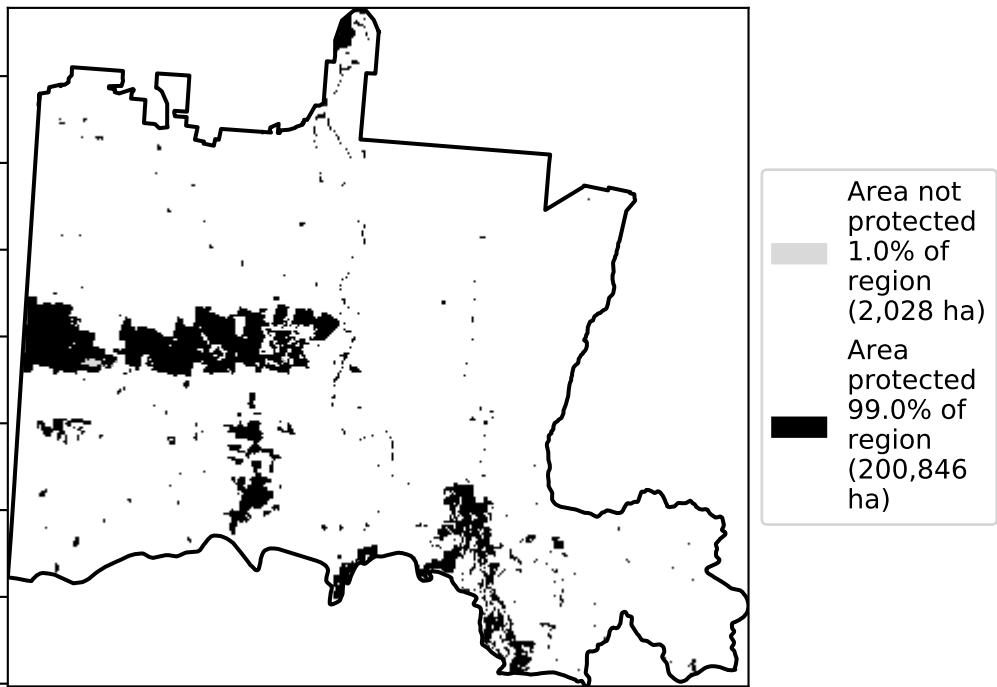 Area not
protected
1.0% of
region
(2,028 ha)
Area
protected
99.0% of
region
(200,846
ha)